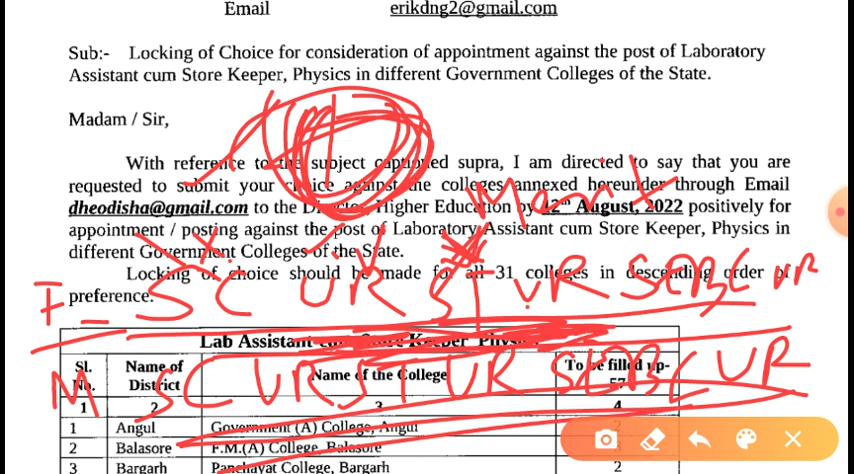 Email erikdng2@gmail.com
Sub:- Locking of Choice for consideration of appointment against the post of Laboratory
Assistant cum Store Keeper, Physics in different Government Colleges of the State.
Madam / Sir,
With reference to the subject captioned supra, I am directed to say that you are
requested to submit your choice against the colleges annexed hereunder through Email
dheodisha@gmail.com to the Director, Higher Education by 12th August, 2022 positively for
Ment
appointment / posting against the post of Laboratory Assistant cum Store Keeper, Physics in
different Government Colleges of the State.
Locking of choice should be made for all 31 colleges in descending order of
F - SC UR ST UR SEBC UR
preference.
Lab Assistant cum Store Keeper Physics
Sl. No. Name of District Name of the College To be filled up- 57
M SC UR ST UR SEBC UR
1 2 3 4
1 Angul Government (A) College, Angul
2 Balasore F.M.(A) College, Balasore
3 Bargarh Panchayat College, Bargarh 2